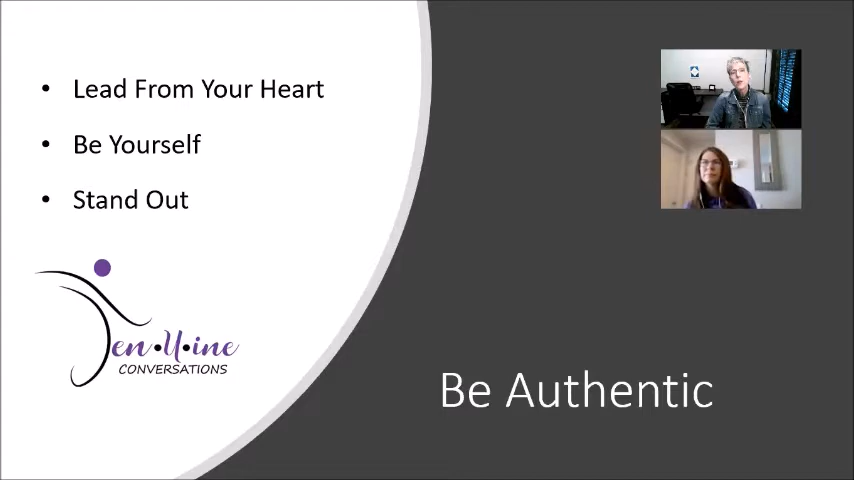 • Lead From Your Heart
• Be Yourself
• Stand Out
Jen•U•ine
CONVERSATIONS
Be Authentic